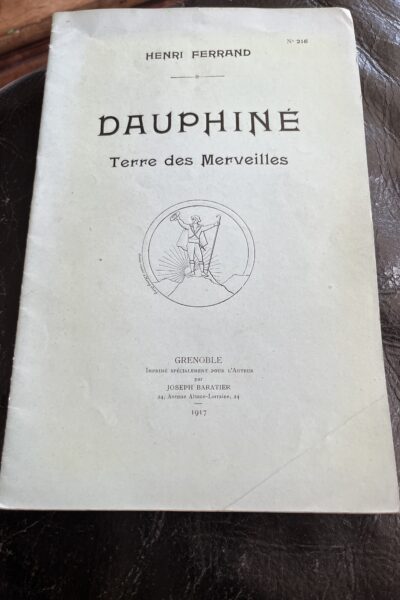 Nº 216
HENRI FERRAND
DAUPHINÉ
Terre des Merveilles
GRENOBLE
IMPRIMÉ SPÉCIALEMENT POUR L'AUTEUR
par
JOSEPH BARATIER
24, Avenue Alsace-Lorraine, 24
1917